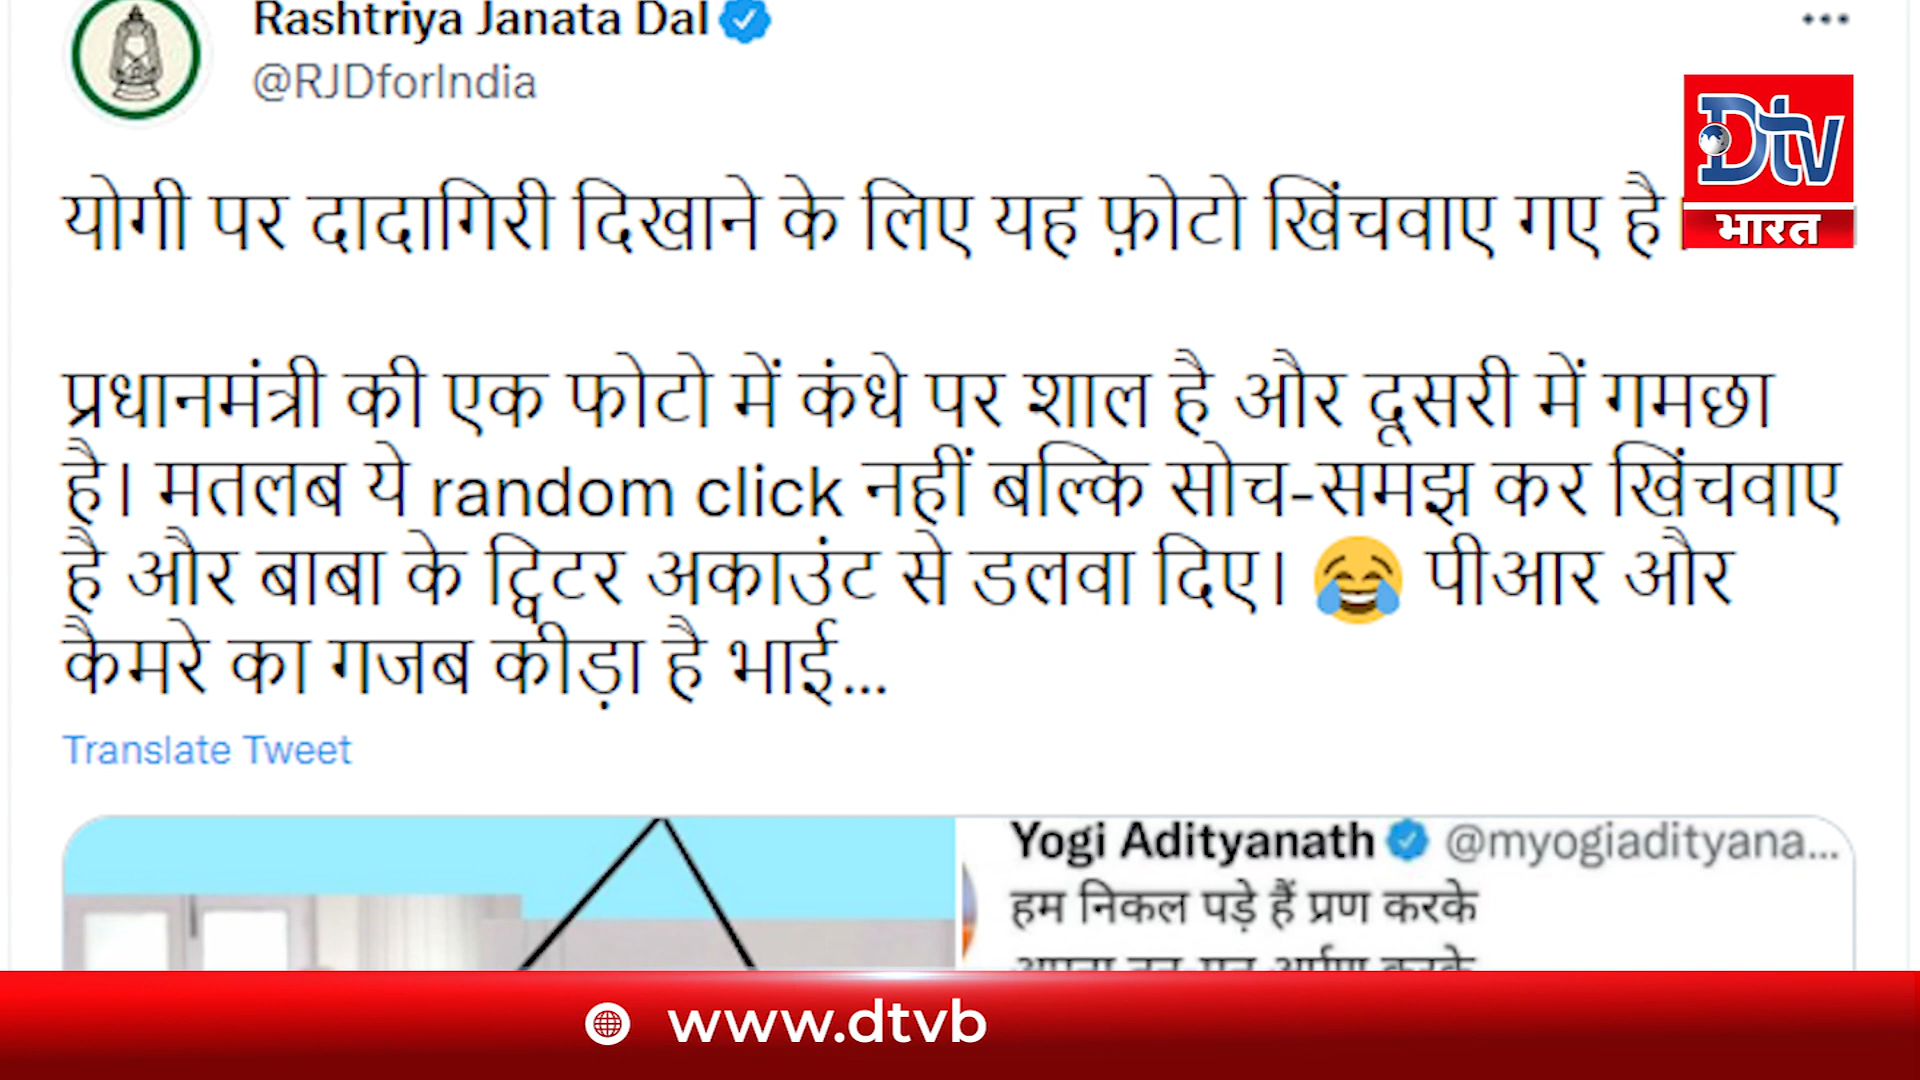 Rashtriya Janata Dal
@RJDforIndia
Dtv
भारत
योगी पर दादागिरी दिखाने के लिए यह फ़ोटो खिंचवाए गए है।
प्रधानमंत्री की एक फोटो में कंधे पर शाल है और दूसरी में गमछा
है। मतलब ये random click नहीं बल्कि सोच-समझ कर खिंचवाए
है और बाबा के ट्विटर अकाउंट से डलवा दिए। 😂 पीआर और
कैमरे का गजब कीड़ा है भाई...
Translate Tweet
Yogi Adityanath @myogiadityana...
हम निकल पड़े हैं प्रण करके
www.dtvb